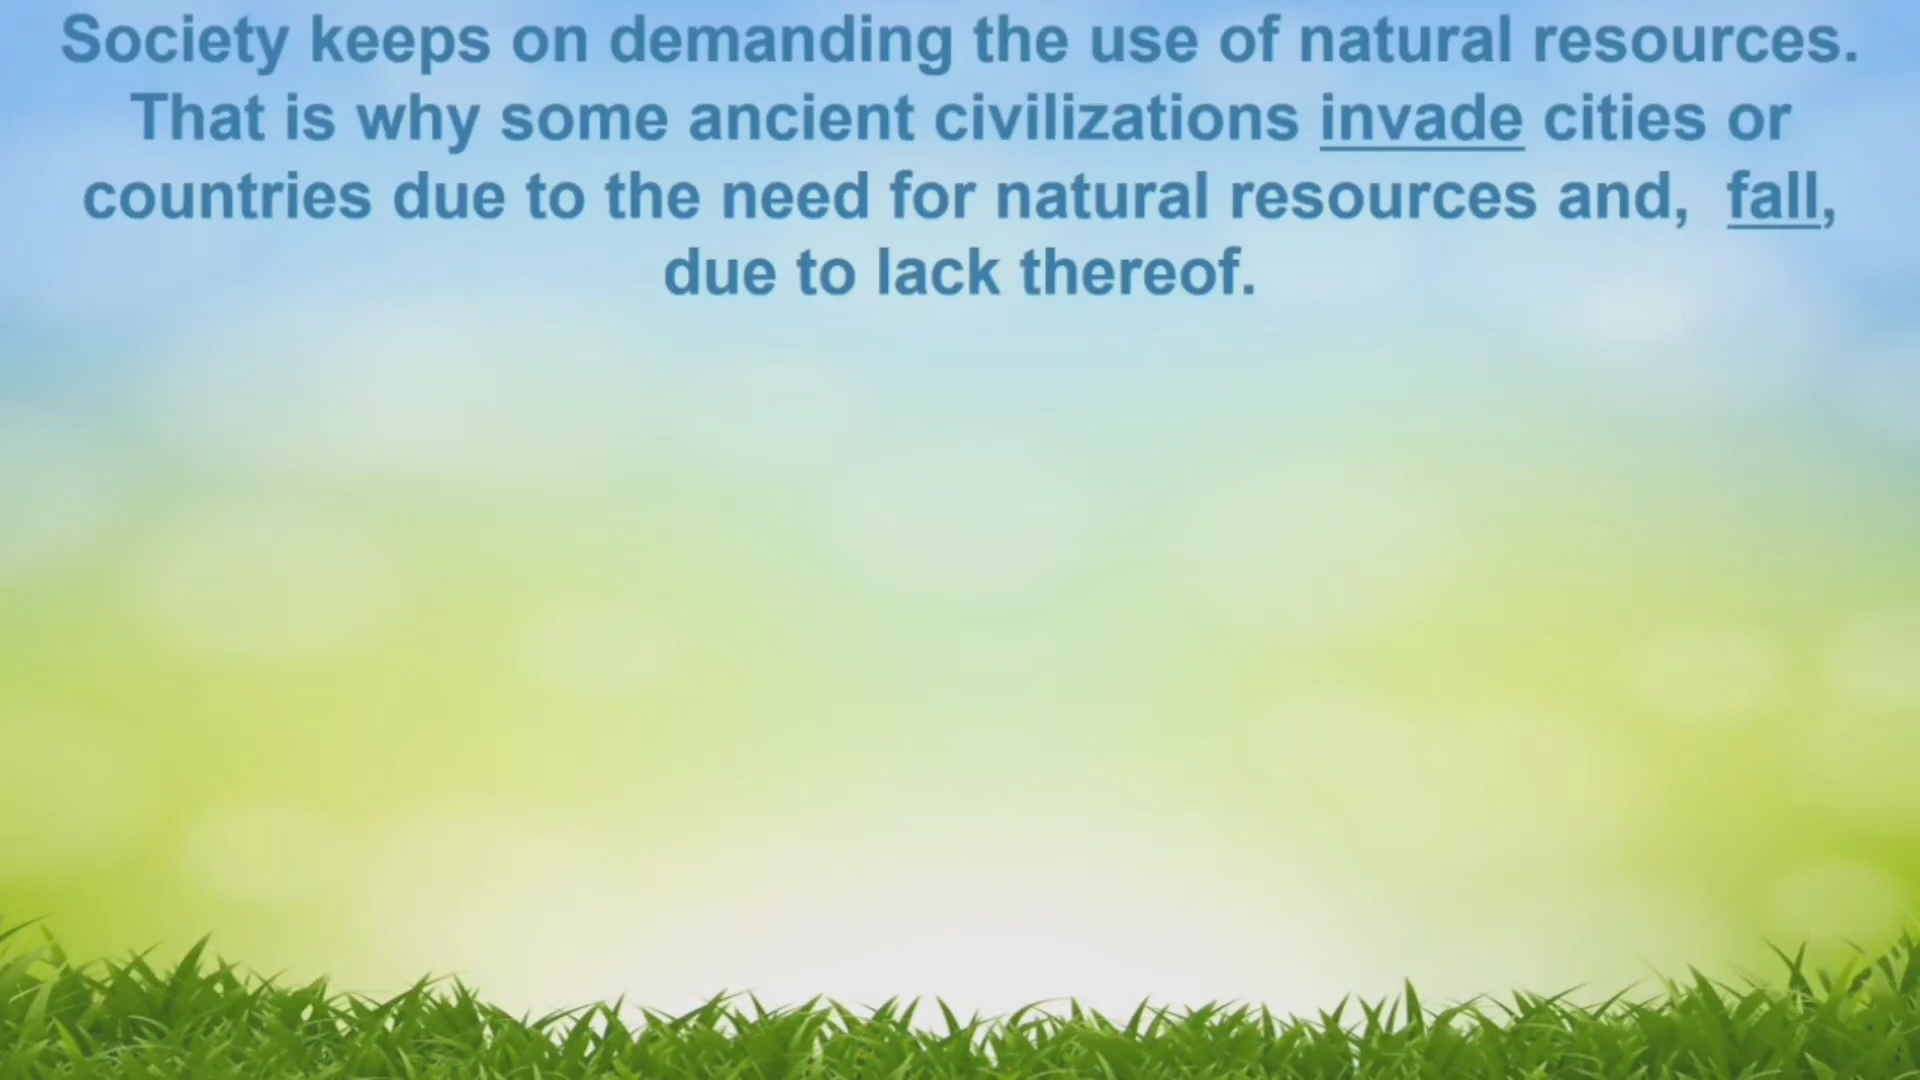 Society keeps on demanding the use of natural resources.
That is why some ancient civilizations invade cities or
countries due to the need for natural resources and, fall,
due to lack thereof.